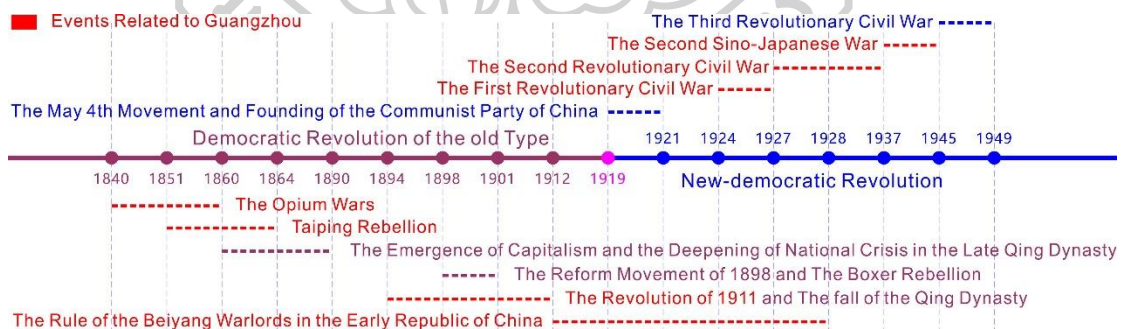 Events Related to Guangzhou
The Third Revolutionary Civil War
The Second Sino-Japanese War
The Second Revolutionary Civil War
The First Revolutionary Civil War
The May 4th Movement and Founding of the Communist Party of China
Democratic Revolution of the old Type
1921 1924 1927 1928 1937 1945 1949
1840 1851 1860 1864 1890 1894 1898 1901 1912 1919
New-democratic Revolution
The Opium Wars
Taiping Rebellion
The Emergence of Capitalism and the Deepening of National Crisis in the Late Qing Dynasty
The Reform Movement of 1898 and The Boxer Rebellion
The Revolution of 1911 and The fall of the Qing Dynasty
The Rule of the Beiyang Warlords in the Early Republic of China